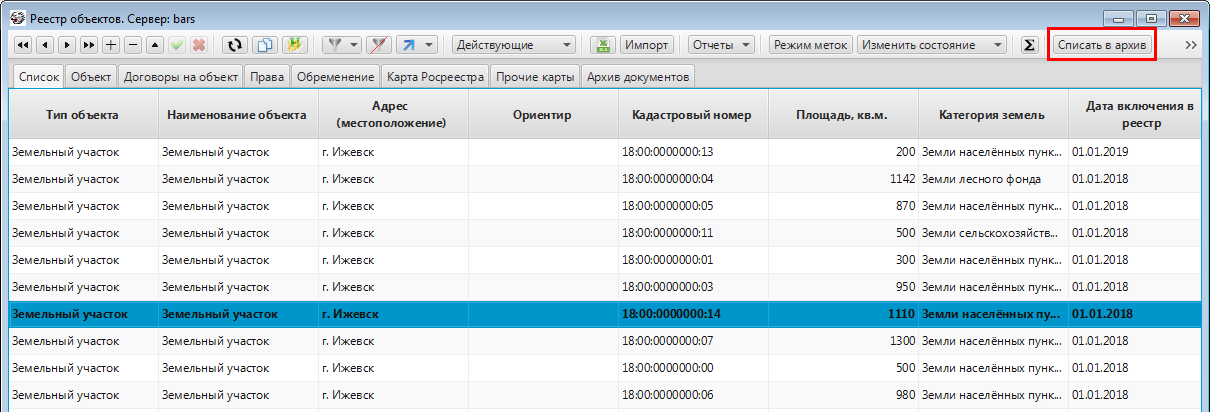 Реестр объектов. Сервер: bars
Действующие Импорт Отчеты Режим меток Изменить состояние Σ Списать в архив
Список Объект Договоры на объект Права Обременение Карта Росреестра Прочие карты Архив документов
Тип объекта Наименование объекта Адрес (местоположение) Ориентир Кадастровый номер Площадь, кв.м. Категория земель Дата включения в реестр
Земельный участок Земельный участок г. Ижевск 18:00:0000000:13 200 Земли населённых пунк... 01.01.2019
Земельный участок Земельный участок г. Ижевск 18:00:0000000:04 1142 Земли лесного фонда 01.01.2018
Земельный участок Земельный участок г. Ижевск 18:00:0000000:05 870 Земли населённых пунк... 01.01.2018
Земельный участок Земельный участок г. Ижевск 18:00:0000000:11 500 Земли сельскохозяйств... 01.01.2018
Земельный участок Земельный участок г. Ижевск 18:00:0000000:01 300 Земли населённых пунк... 01.01.2018
Земельный участок Земельный участок г. Ижевск 18:00:0000000:03 950 Земли населённых пунк... 01.01.2018
Земельный участок Земельный участок г. Ижевск 18:00:0000000:14 1110 Земли населённых пу... 01.01.2018
Земельный участок Земельный участок г. Ижевск 18:00:0000000:07 1300 Земли населённых пунк... 01.01.2018
Земельный участок Земельный участок г. Ижевск 18:00:0000000:00 500 Земли населённых пунк... 01.01.2018
Земельный участок Земельный участок г. Ижевск 18:00:0000000:06 980 Земли населённых пунк... 01.01.2018